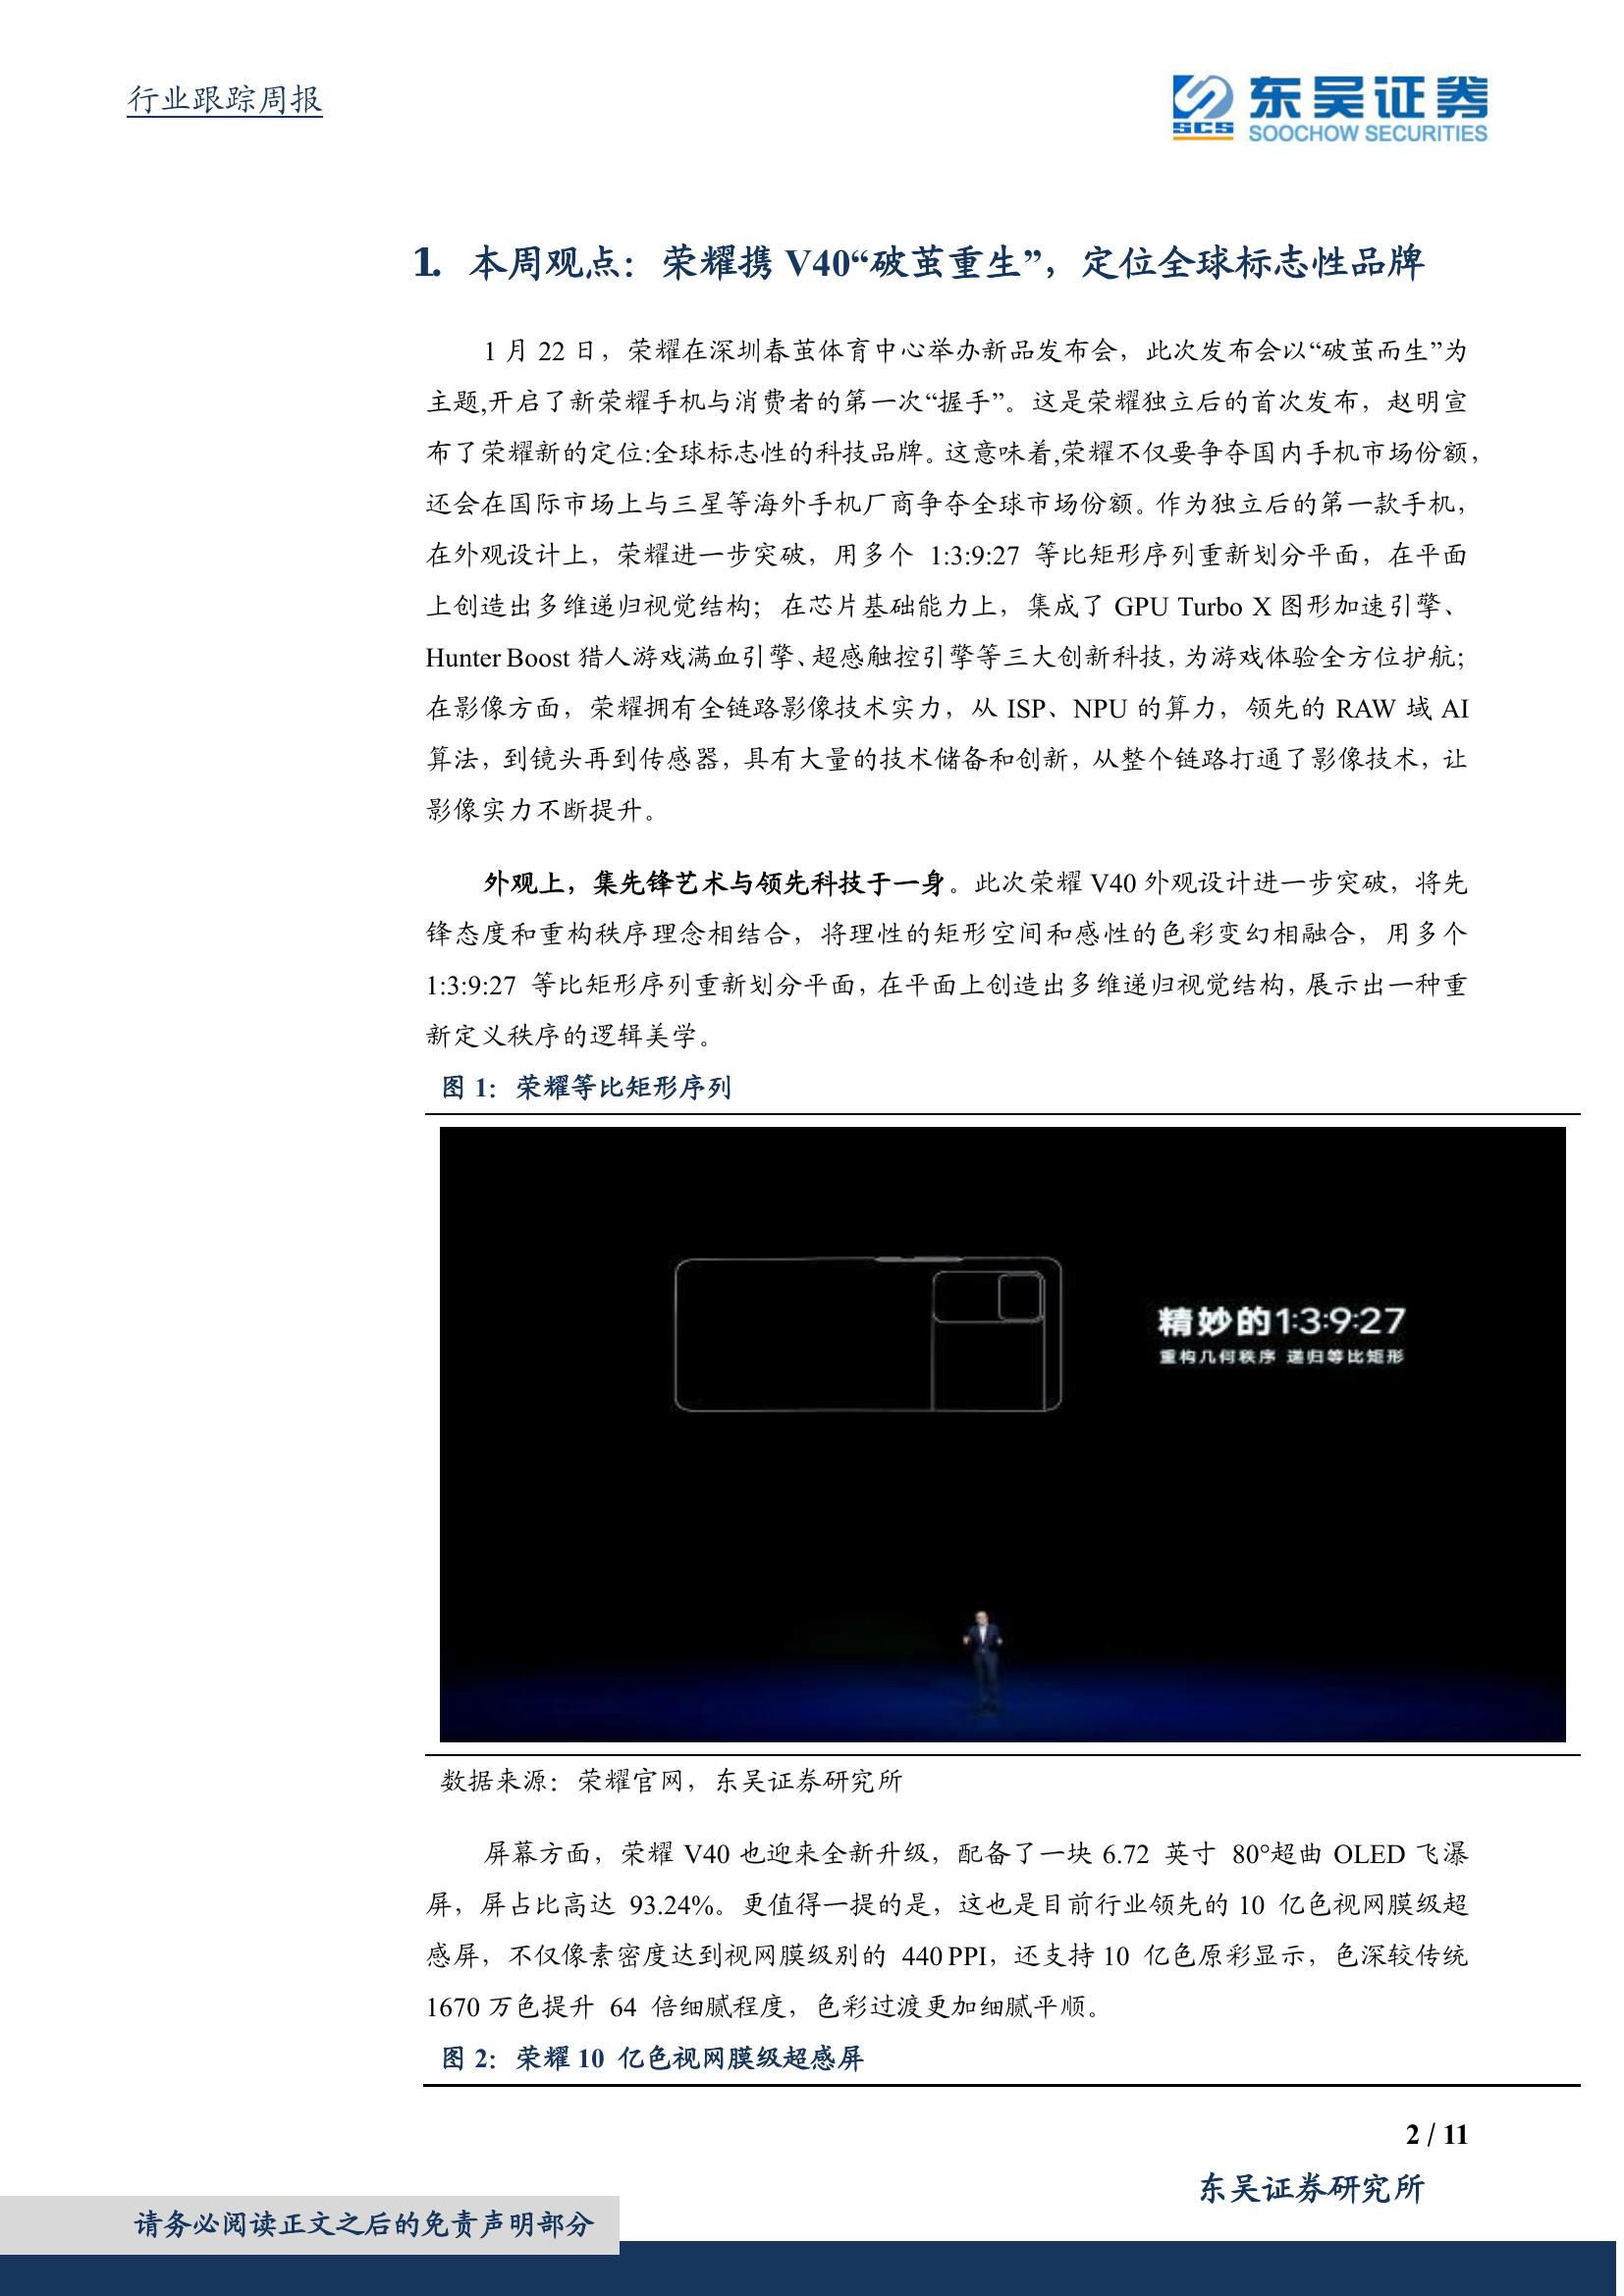 行业跟踪周报
东吴证券
SCS
SOOCHOW SECURITIES
1. 本周观点：荣耀携 V40“破茧重生”，定位全球标志性品牌
1 月 22 日，荣耀在深圳春茧体育中心举办新品发布会，此次发布会以“破茧而生”为
主题,开启了新荣耀手机与消费者的第一次“握手”。这是荣耀独立后的首次发布，赵明宣
布了荣耀新的定位:全球标志性的科技品牌。这意味着,荣耀不仅要争夺国内手机市场份额，
还会在国际市场上与三星等海外手机厂商争夺全球市场份额。作为独立后的第一款手机，
在外观设计上，荣耀进一步突破，用多个 1:3:9:27 等比矩形序列重新划分平面，在平面
上创造出多维递归视觉结构；在芯片基础能力上，集成了 GPU Turbo X 图形加速引擎、
Hunter Boost 猎人游戏满血引擎、超感触控引擎等三大创新科技，为游戏体验全方位护航；
在影像方面，荣耀拥有全链路影像技术实力，从 ISP、NPU 的算力，领先的 RAW 域 AI
算法，到镜头再到传感器，具有大量的技术储备和创新，从整个链路打通了影像技术，让
影像实力不断提升。
外观上，集先锋艺术与领先科技于一身。此次荣耀 V40 外观设计进一步突破，将先
锋态度和重构秩序理念相结合，将理性的矩形空间和感性的色彩变幻相融合，用多个
1:3:9:27 等比矩形序列重新划分平面，在平面上创造出多维递归视觉结构，展示出一种重
新定义秩序的逻辑美学。
图 1：荣耀等比矩形序列
精妙的1:3:9:27
重构几何秩序 递归等比矩形
数据来源：荣耀官网，东吴证券研究所
屏幕方面，荣耀 V40 也迎来全新升级，配备了一块 6.72 英寸 80°超曲 OLED 飞瀑
屏，屏占比高达 93.24%。更值得一提的是，这也是目前行业领先的 10 亿色视网膜级超
感屏，不仅像素密度达到视网膜级别的 440 PPI，还支持 10 亿色原彩显示，色深较传统
1670 万色提升 64 倍细腻程度，色彩过渡更加细腻平顺。
图 2：荣耀 10 亿色视网膜级超感屏
2 / 11
东吴证券研究所
请务必阅读正文之后的免责声明部分